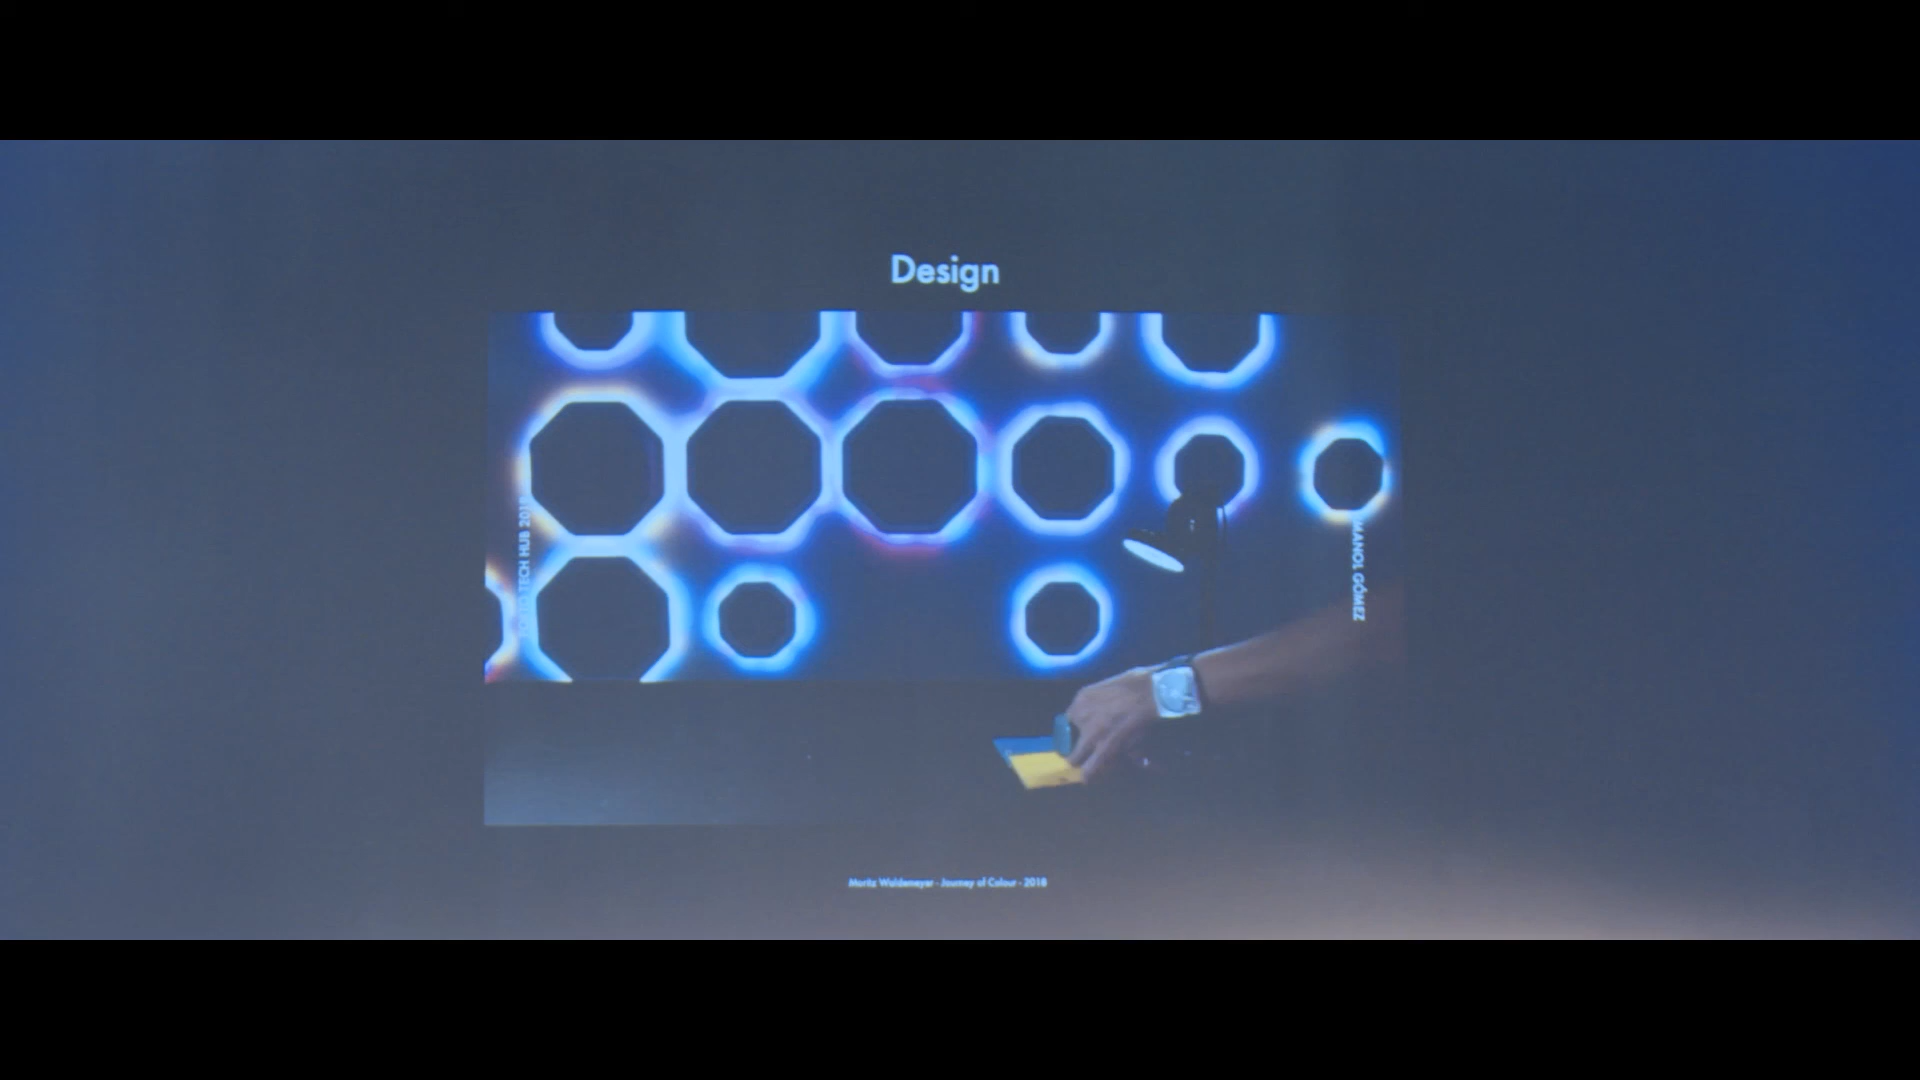 Design
TECH HUB 2018
MANOL GÓMEZ
Moritz Waldemeyer - Journey of Colour - 2018